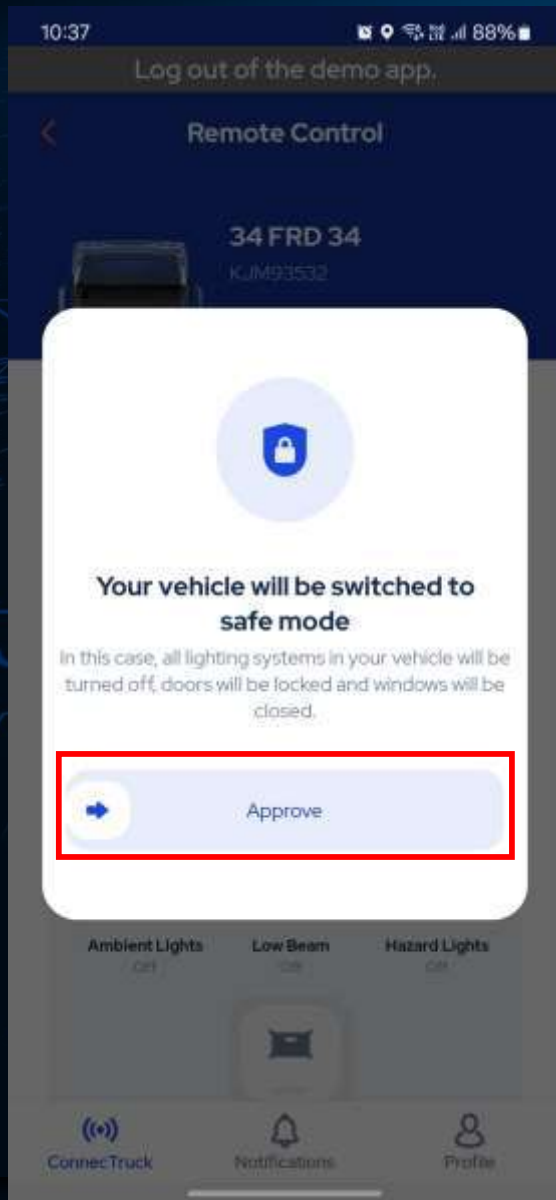 10:37
88%
Log out of the demo app.
Remote Control
34 FRD 34
KJM93532
Your vehicle will be switched to
safe mode
In this case, all lighting systems in your vehicle will be
turned off, doors will be locked and windows will be
closed.
Approve
Ambient Lights Low Beam Hazard Lights
Off Off Off
ConnecTruck Notifications Profile